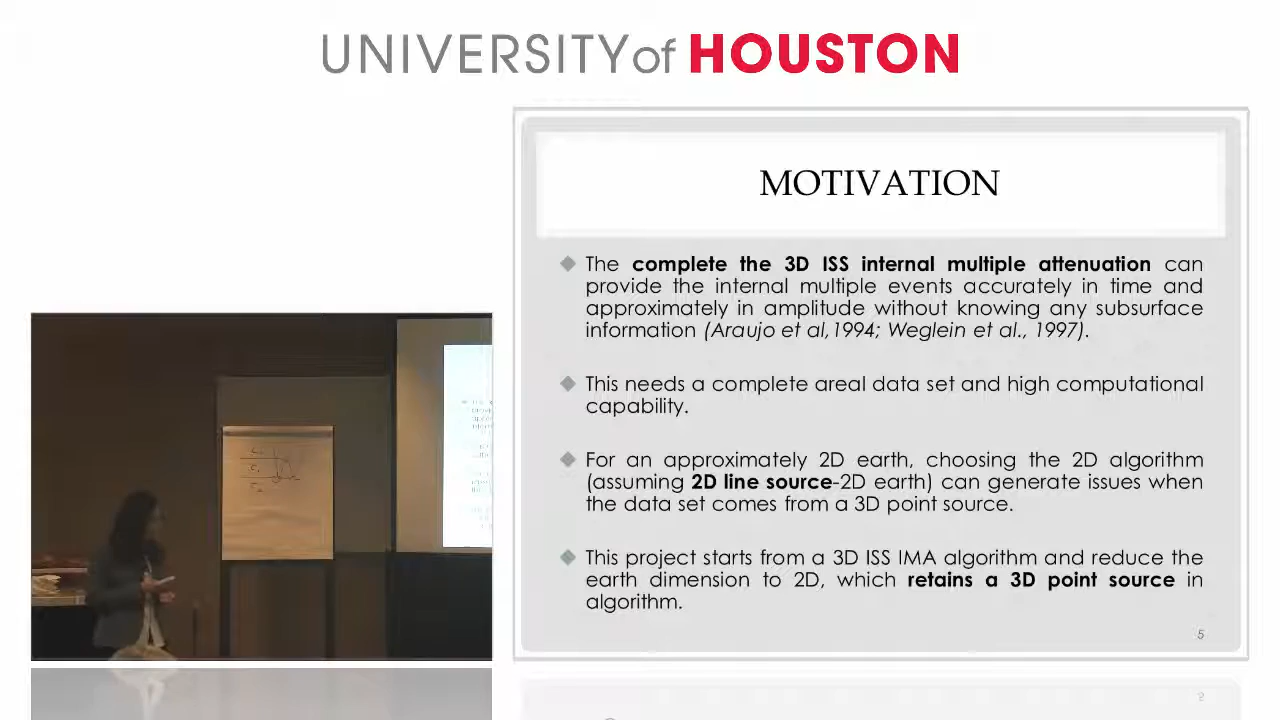 UNIVERSITY of HOUSTON
MOTIVATION
The complete the 3D ISS internal multiple attenuation can
provide the internal multiple events accurately in time and
approximately in amplitude without knowing any subsurface
information (Araujo et al,1994; Weglein et al., 1997).
This needs a complete areal data set and high computational
capability.
For an approximately 2D earth, choosing the 2D algorithm
(assuming 2D line source-2D earth) can generate issues when
the data set comes from a 3D point source.
This project starts from a 3D ISS IMA algorithm and reduce the
earth dimension to 2D, which retains a 3D point source in
algorithm.
5
2